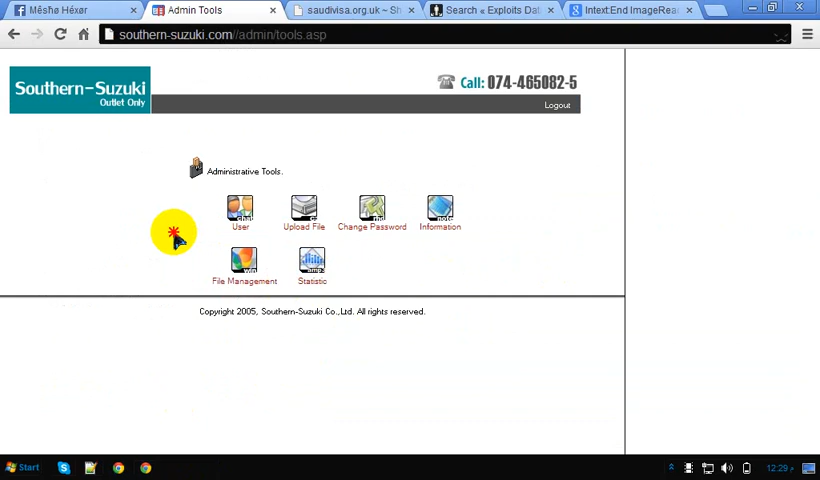 Mêsħø Héxør
Admin Tools
saudivisa.org.uk ~ Sh
Search « Exploits Dat
Intext:End ImageRead
southern-suzuki.com//admin/tools.asp
Southern-Suzuki
Outlet Only
Call: 074-465082-5
Logout
Administrative Tools.
User
Upload File
Change Password
Information
File Management
Statistic
Copyright 2005, Southern-Suzuki Co.,Ltd. All rights reserved.
Start
12:29 م